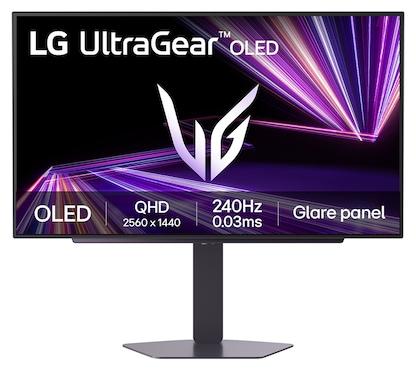 LG UltraGear™ OLED
OLED
QHD
2560 x 1440
240Hz
0.03ms
Glare panel